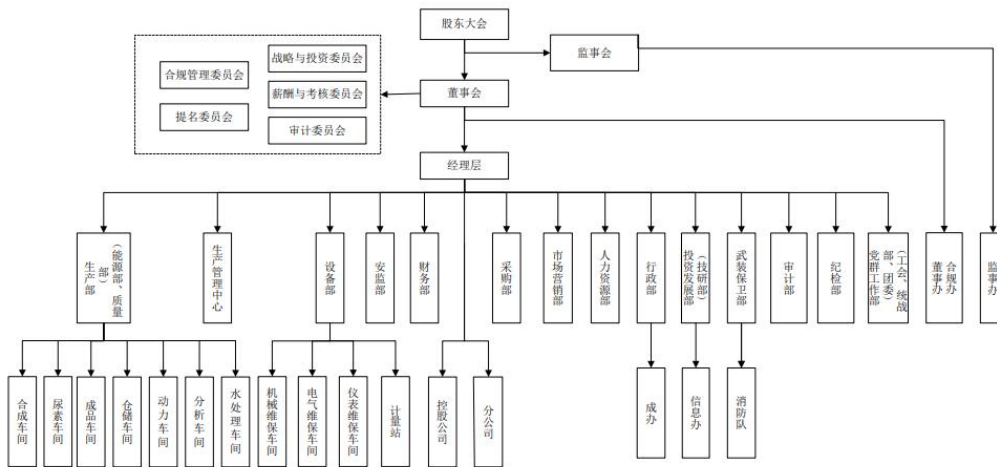 股东大会
监事会
战略与投资委员会
合规管理委员会
薪酬与考核委员会
董事会
提名委员会
审计委员会
经理层
生产部
（能源部、质量
部）
生产管理中心
设备部
安监部
财务部
采购部
市场营销部
人力资源部
行政部
投资发展部
（技研部）
武装保卫部
审计部
纪检部
党群工作部
（工会、统战
部、团委）
董事办
合规办
监事办
合成车间
尿素车间
成品车间
仓储车间
动力车间
分析车间
水处理车间
机械维保车间
电气维保车间
仪表维保车间
计量站
控股公司
分公司
成办
信息办
消防队